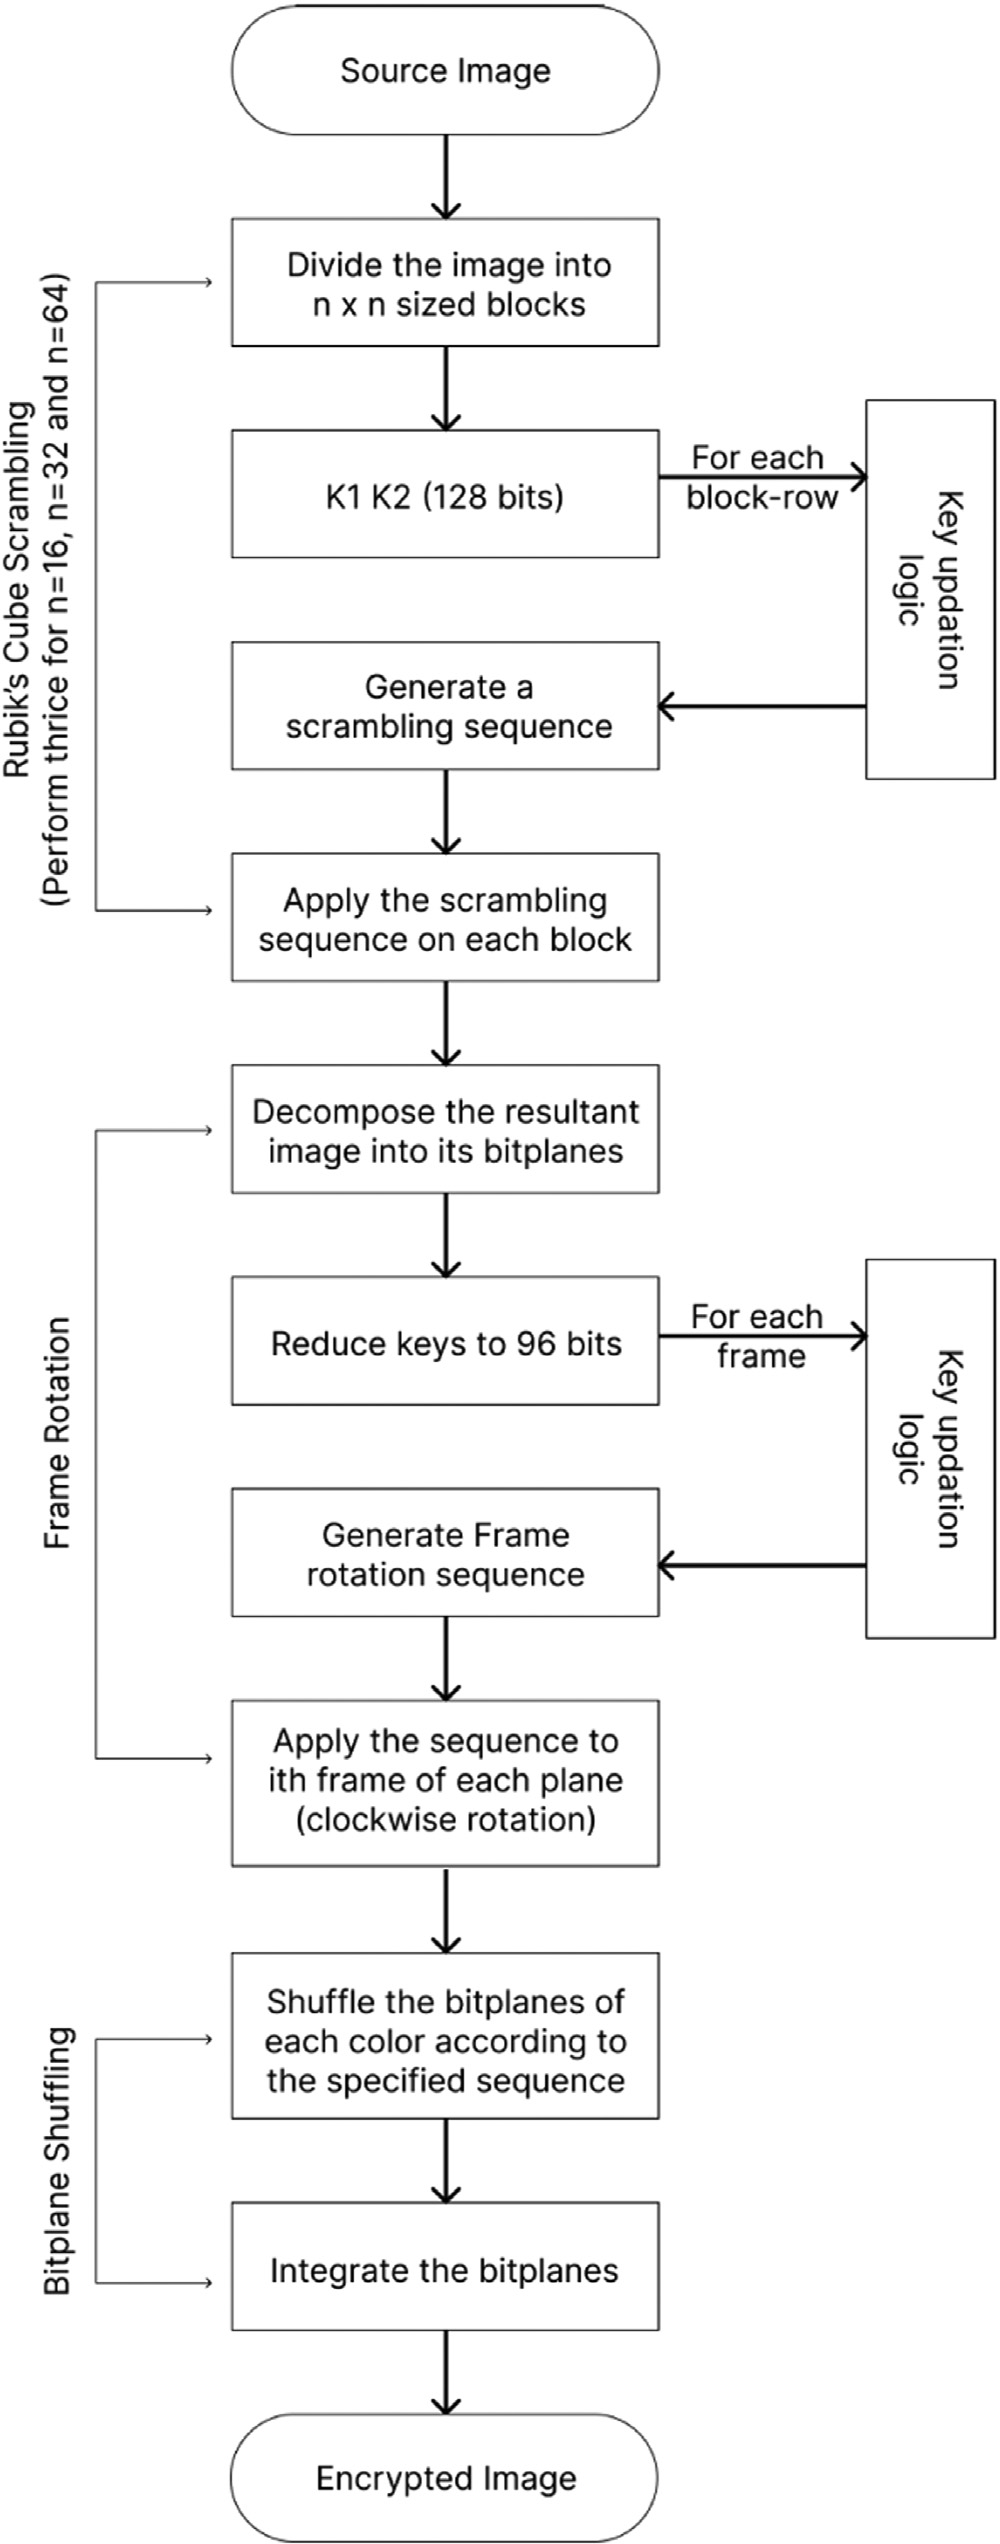 Source Image
Divide the image into
n x n sized blocks
Rubik's Cube Scrambling
(Perform thrice for n=16, n=32 and n=64)
K1 K2 (128 bits)
For each
block-row
Key updation
logic
Generate a
scrambling sequence
Apply the scrambling
sequence on each block
Decompose the resultant
image into its bitplanes
Frame Rotation
Reduce keys to 96 bits
For each
frame
Key updation
logic
Generate Frame
rotation sequence
Apply the sequence to
ith frame of each plane
(clockwise rotation)
Bitplane Shuffling
Shuffle the bitplanes of
each color according to
the specified sequence
Integrate the bitplanes
Encrypted Image